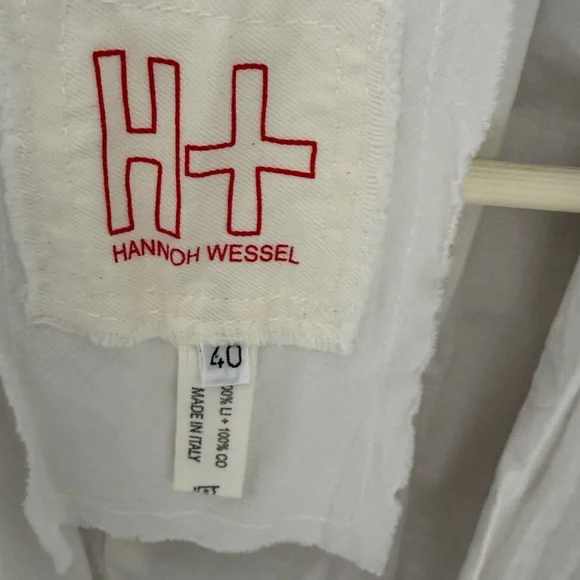 H+
HANNOH WESSEL
40
00% LI + 100% CO
MADE IN ITALY